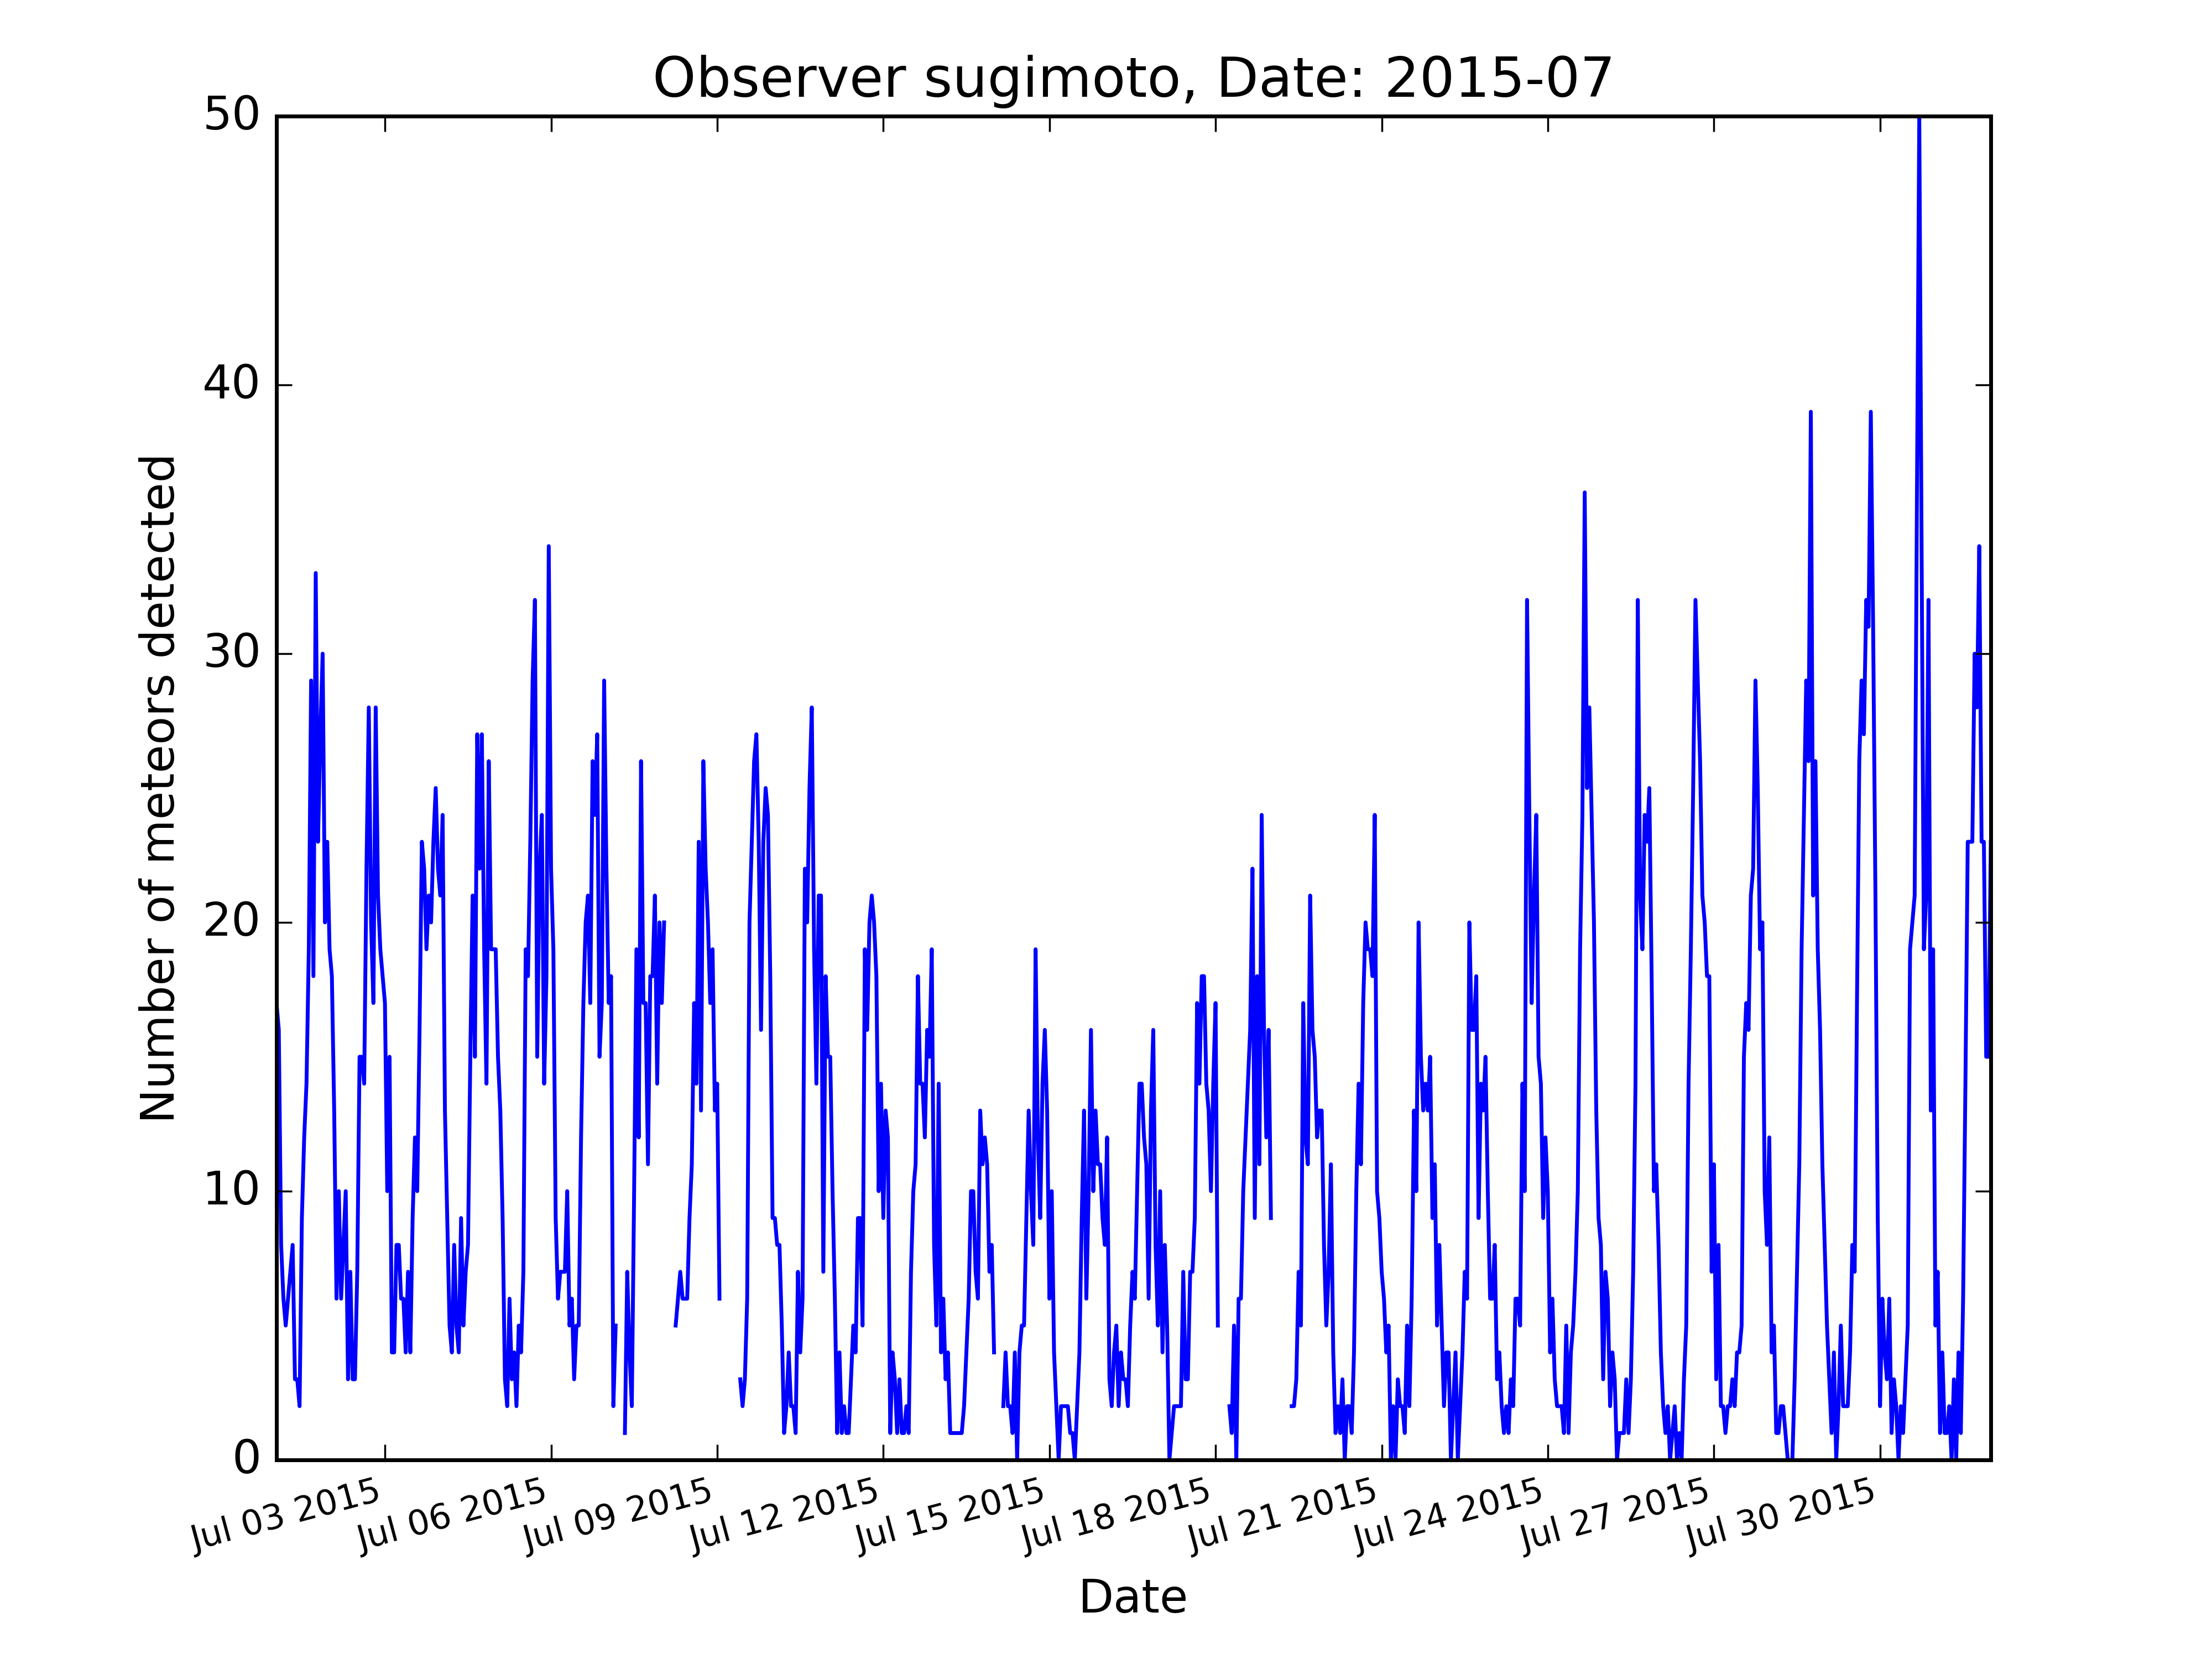 Observer sugimoto, Date: 2015-07
50
40
30
20
10
0
Number of meteors detected
Jul 03 2015
Jul 06 2015
Jul 09 2015
Jul 12 2015
Jul 15 2015
Jul 18 2015
Jul 21 2015
Jul 24 2015
Jul 27 2015
Jul 30 2015
Date